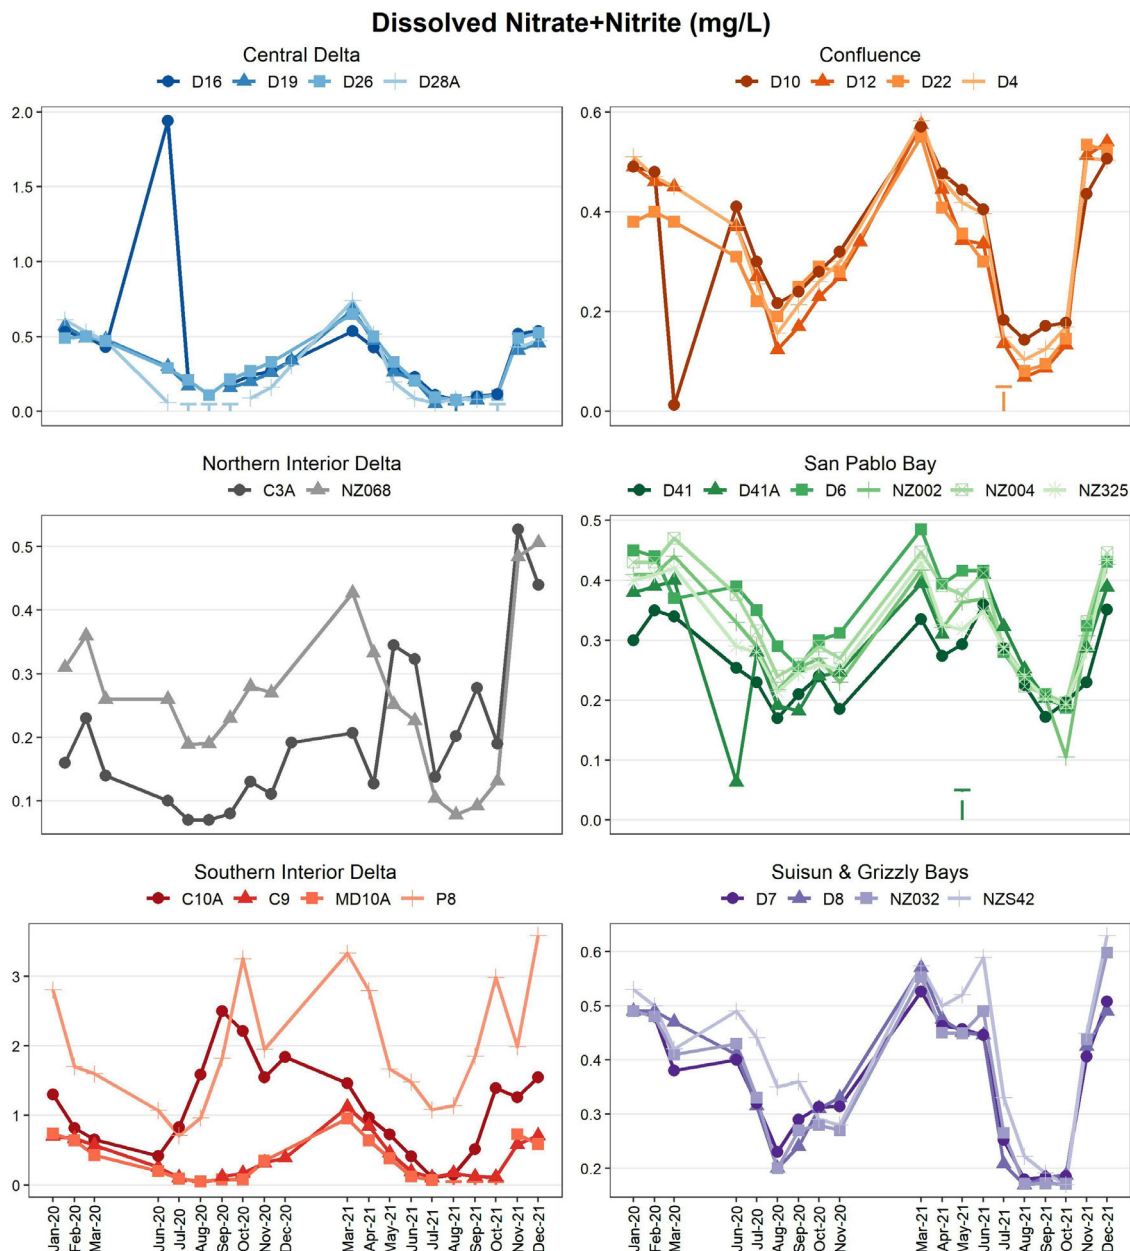 Dissolved Nitrate+Nitrite (mg/L)
Central Delta
D16 D19 D26 D28A
2.0
1.5
1.0
0.5
0.0
Confluence
D10 D12 D22 D4
0.6
0.4
0.2
0.0
Northern Interior Delta
C3A NZ068
0.5
0.4
0.3
0.2
0.1
San Pablo Bay
D41 D41A D6 NZ002 NZ004 NZ325
0.5
0.4
0.3
0.2
0.1
0.0
Southern Interior Delta
C10A C9 MD10A P8
3
2
1
0
Jan-20 Feb-20 Mar-20 Jun-20 Jul-20 Aug-20 Sep-20 Oct-20 Nov-20 Dec-20 Mar-21 Apr-21 May-21 Jun-21 Jul-21 Aug-21 Sep-21 Oct-21 Nov-21 Dec-21
Suisun & Grizzly Bays
D7 D8 NZ032 NZS42
0.6
0.5
0.4
0.3
0.2
Jan-20 Feb-20 Mar-20 Jun-20 Jul-20 Aug-20 Sep-20 Oct-20 Nov-20 Mar-21 Apr-21 May-21 Jun-21 Jul-21 Aug-21 Sep-21 Oct-21 Nov-21 Dec-21